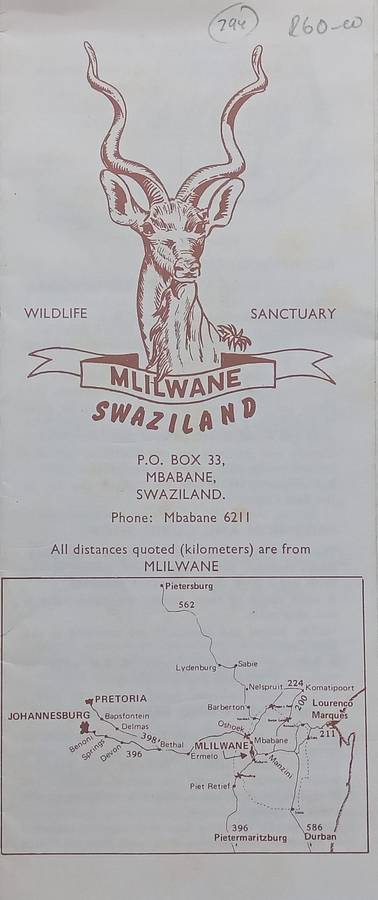 294
R60-00
WILDLIFE SANCTUARY
MLILWANE
SWAZILAND
P.O. BOX 33,
MBABANE,
SWAZILAND.
Phone: Mbabane 6211
All distances quoted (kilometers) are from
MLILWANE
Pietersburg
562
Lydenburg
Sabie
Nelspruit
224
Komatipoort
PRETORIA
Barberton
200
Lourenco
Marques
JOHANNESBURG
Bapsfontein
Delmas
Oshoek
Mbabane
211
Benoni
Springs
Devon
398
396
Bethal
MLILWANE
Ermelo
Manzini
Piet Retief
396
Pietermaritzburg
586
Durban